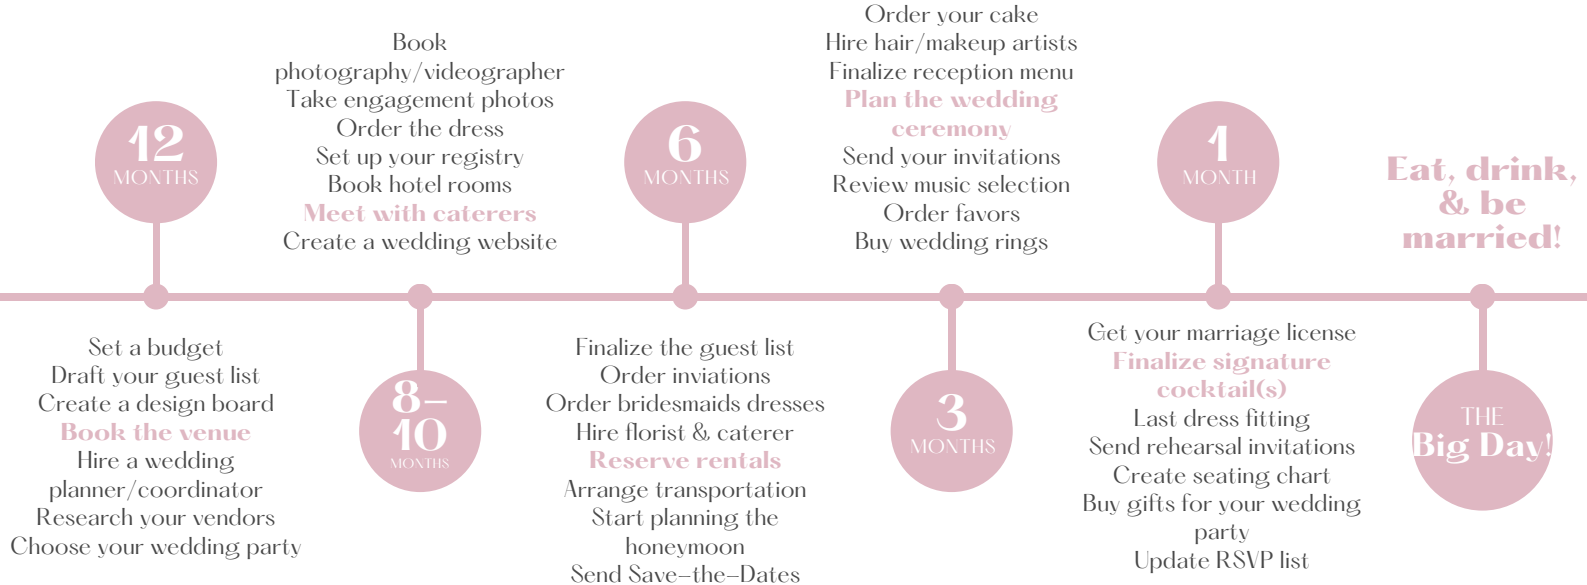 12
MONTHS
Set a budget
Draft your guest list
Create a design board
Book the venue
Hire a wedding
planner/coordinator
Research your vendors
Choose your wedding party
Book
photography/videographer
Take engagement photos
Order the dress
Set up your registry
Book hotel rooms
Meet with caterers
Create a wedding website
8–
10
MONTHS
6
MONTHS
Finalize the guest list
Order inviations
Order bridesmaids dresses
Hire florist & caterer
Reserve rentals
Arrange transportation
Start planning the
honeymoon
Send Save-the-Dates
Order your cake
Hire hair/makeup artists
Finalize reception menu
Plan the wedding
ceremony
Send your invitations
Review music selection
Order favors
Buy wedding rings
3
MONTHS
1
MONTH
Get your marriage license
Finalize signature
cocktail(s)
Last dress fitting
Send rehearsal invitations
Create seating chart
Buy gifts for your wedding
party
Update RSVP list
Eat, drink,
& be
married!
THE
Big Day!